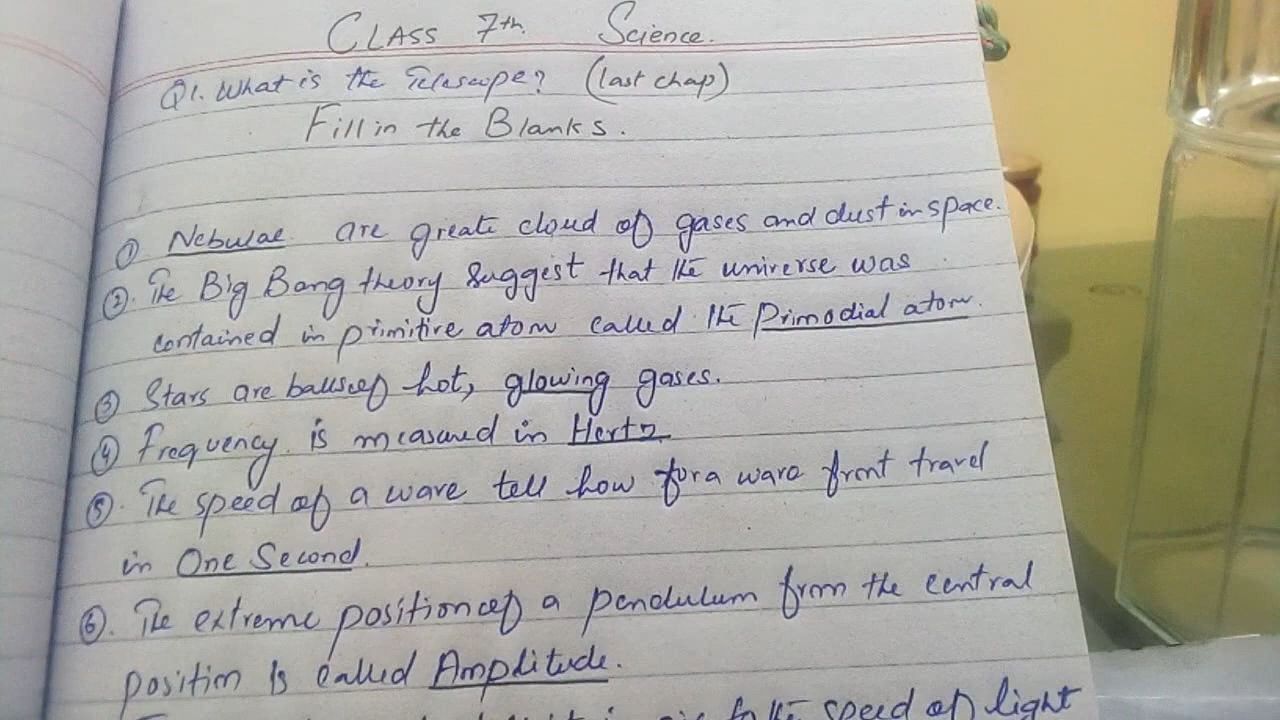 CLASS 7th Science.
Q1. What is the Telescope? (last chap)
Fill in the Blanks.
① Nebulae are greate cloud of gases and dust in space.
②. The Big Bang theory suggest that the universe was
contained in primitive atom called the Primodial atom.
③ Stars are balls of hot, glowing gases.
④ Frequency is measured in Hertz
⑤. The speed of a wave tell how for a wave front travel
in One Second.
⑥. The extreme position of a pendulum from the central
position is called Amplitude.
speed of light